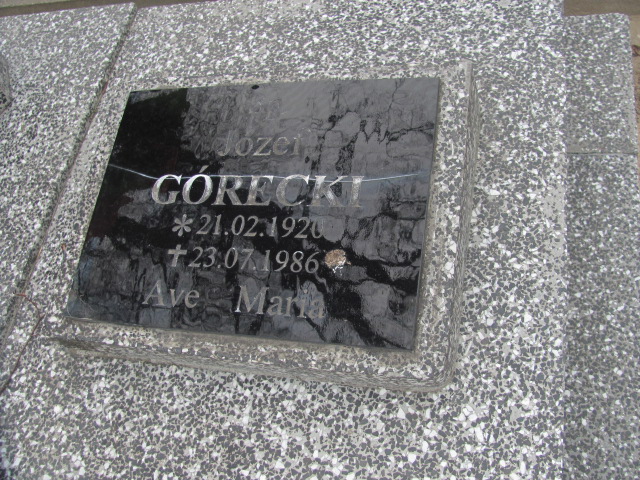 Józef
GÓRECKI
*21.02.1920
†23.07.1986
Ave Maria